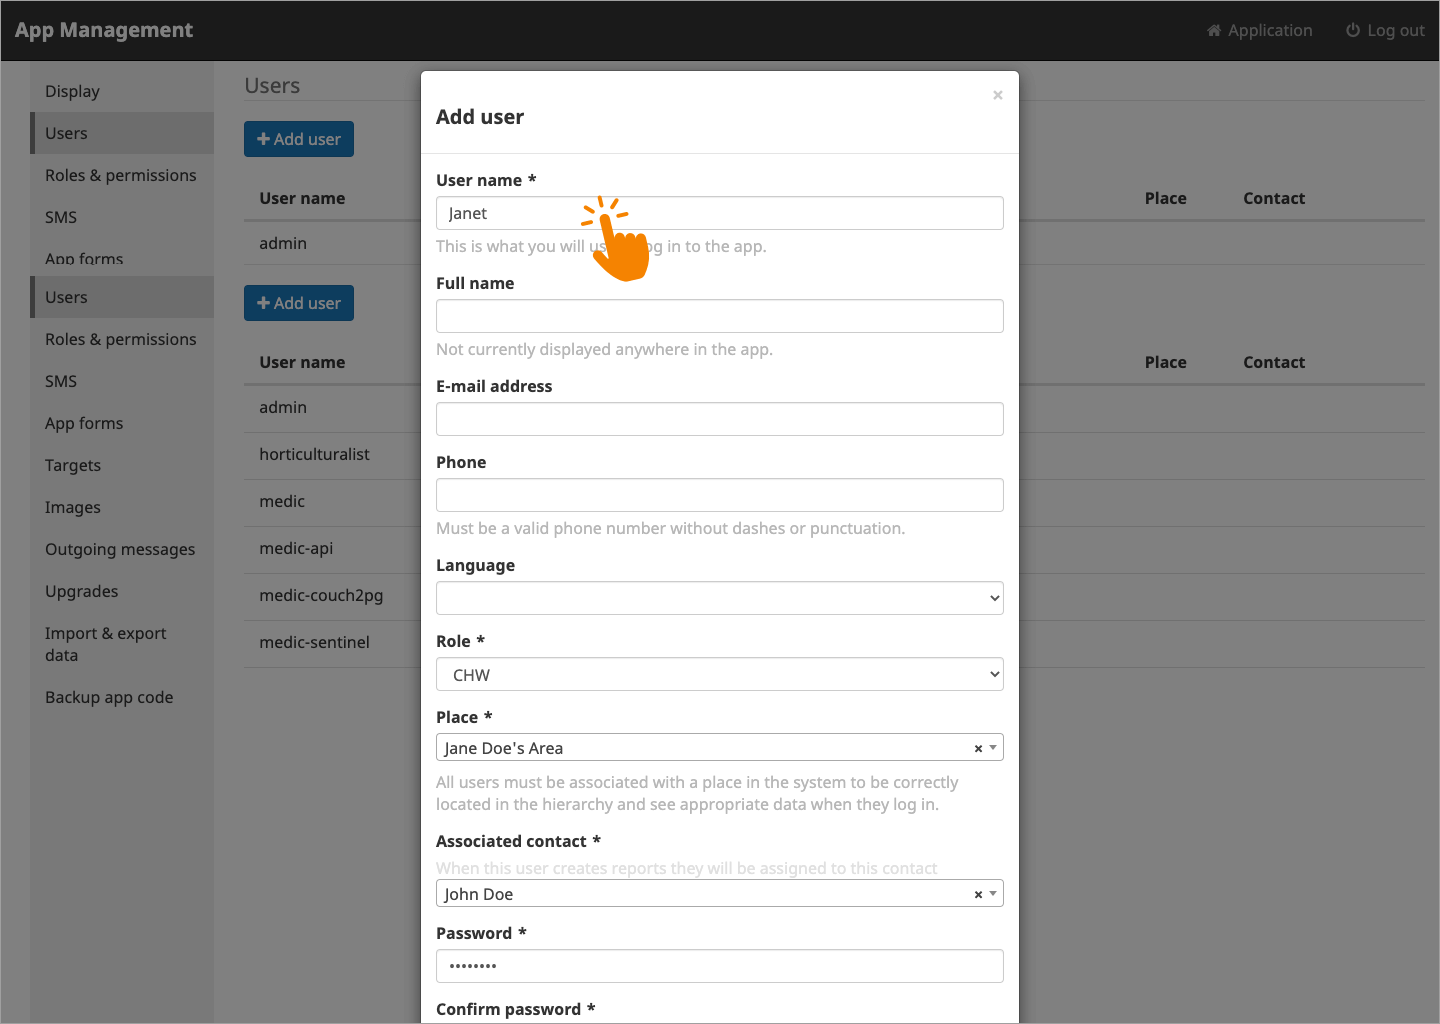 App Management
Application
Log out
Display
Users
Roles & permissions
SMS
App forms
Users
Roles & permissions
SMS
App forms
Targets
Images
Outgoing messages
Upgrades
Import & export
data
Backup app code
Users
Add user
User name
Place
Contact
admin
Add user
User name
Place
Contact
admin
horticulturalist
medic
medic-api
medic-couch2pg
medic-sentinel
×
Add user
User name *
Janet
This is what you will us og in to the app.
Full name
Not currently displayed anywhere in the app.
E-mail address
Phone
Must be a valid phone number without dashes or punctuation.
Language
Role *
CHW
Place *
Jane Doe's Area
×
All users must be associated with a place in the system to be correctly
located in the hierarchy and see appropriate data when they log in.
Associated contact *
When this user creates reports they will be assigned to this contact
John Doe
×
Password *
••••••••
Confirm password *